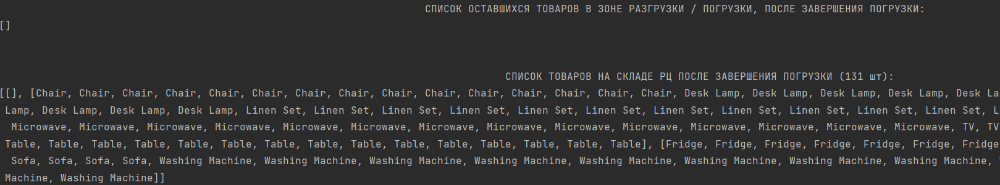 СПИСОК ОСТАВШИХСЯ ТОВАРОВ В ЗОНЕ РАЗГРУЗКИ / ПОГРУЗКИ, ПОСЛЕ ЗАВЕРШЕНИЯ ПОГРУЗКИ:
[]
СПИСОК ТОВАРОВ НА СКЛАДЕ РЦ ПОСЛЕ ЗАВЕРШЕНИЯ ПОГРУЗКИ (131 шт):
[[], [Chair, Chair, Chair, Chair, Chair, Chair, Chair, Chair, Chair, Chair, Chair, Chair, Chair, Chair, Chair, Desk Lamp, Desk Lamp, Desk Lamp, Desk Lamp, Desk La
Lamp, Desk Lamp, Desk Lamp, Desk Lamp, Linen Set, Linen Set, Linen Set, Linen Set, Linen Set, Linen Set, Linen Set, Linen Set, Linen Set, Linen Set, Linen Set, L
Microwave, Microwave, Microwave, Microwave, Microwave, Microwave, Microwave, Microwave, Microwave, Microwave, Microwave, Microwave, Microwave, Microwave, TV, TV
Table, Table, Table, Table, Table, Table, Table, Table, Table, Table, Table, Table, Table, Table, Table], [Fridge, Fridge, Fridge, Fridge, Fridge, Fridge, Fridge
Sofa, Sofa, Sofa, Sofa, Washing Machine, Washing Machine, Washing Machine, Washing Machine, Washing Machine, Washing Machine, Washing Machine, Washing Machine,
Machine, Washing Machine]]